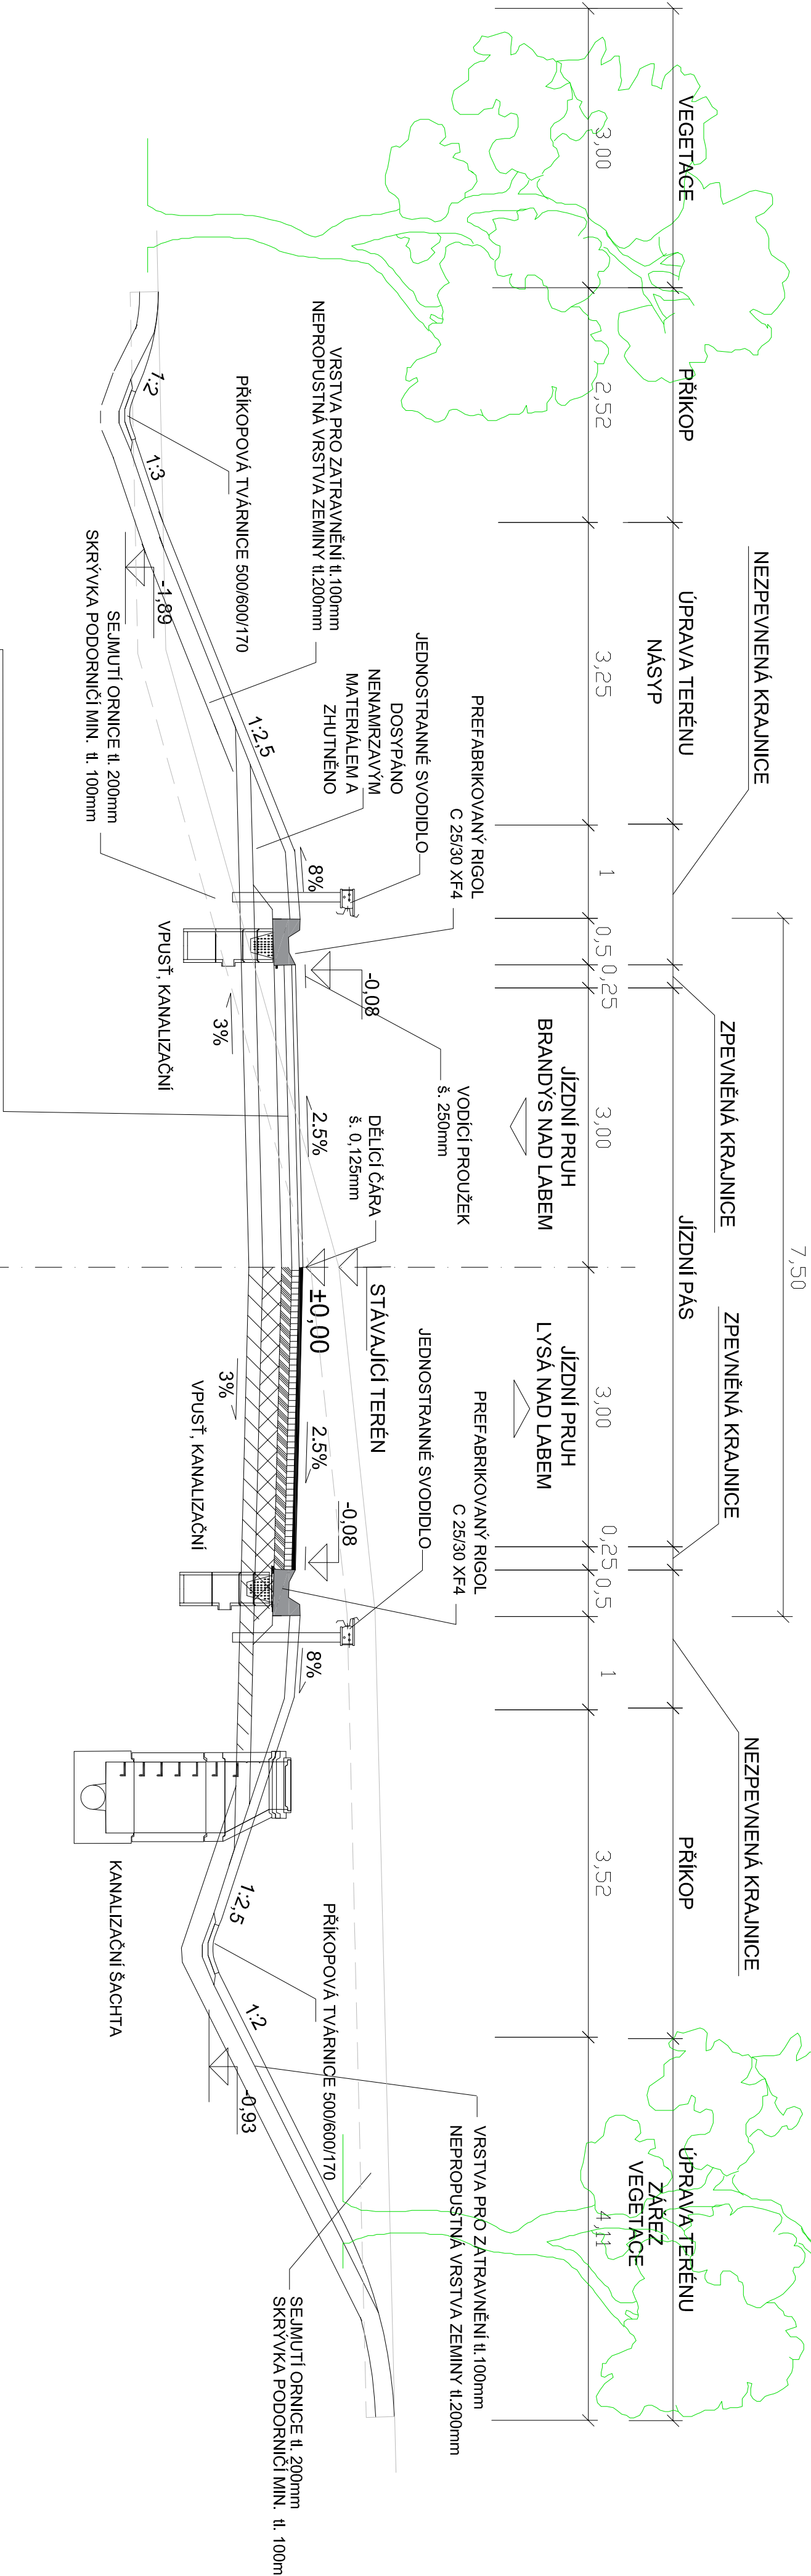 7,50
NEZPEVNENÁ KRAJNICE
ZPEVNĚNÁ KRAJNICE
ZPEVNĚNÁ KRAJNICE
NEZPEVNENÁ KRAJNICE
VEGETACE
PŘÍKOP
ÚPRAVA TERÉNU
NÁSYP
JÍZDNÍ PÁS
PŘÍKOP
ÚPRAVA TERÉNU
ZÁŘEZ
VEGETACE
3,00
2,52
3,25
1
0,5
0,25
3,00
3,00
0,25
0,5
1
3,52
4,11
JÍZDNÍ PRUH
BRANDÝS NAD LABEM
JÍZDNÍ PRUH
LYSÁ NAD LABEM
PREFABRIKOVANÝ RIGOL
C 25/30 XF4
JEDNOSTRANNÉ SVODIDLO
DOSYPÁNO
NENAMRZAVÝM
MATERIÁLEM A
ZHUTNĚNO
VRSTVA PRO ZATRAVNĚNÍ tl.100mm
NEPROPUSTNÁ VRSTVA ZEMINY tl.200mm
PŘÍKOPOVÁ TVÁRNICE 500/600/170
1:2
1:3
-1,89
1:2,5
8%
SEJMUTÍ ORNICE tl. 200mm
SKRÝVKA PODORNIČÍ MIN. tl. 100mm
VPUSŤ, KANALIZAČNÍ
-0,08
3%
VODÍCÍ PROUŽEK
š. 250mm
2.5%
DĚLÍCÍ ČÁRA
š. 0,125mm
±0,00
STÁVAJÍCÍ TERÉN
PREFABRIKOVANÝ RIGOL
C 25/30 XF4
JEDNOSTRANNÉ SVODIDLO
2.5%
3%
-0,08
VPUSŤ, KANALIZAČNÍ
8%
KANALIZAČNÍ ŠACHTA
1:2,5
1:2
-0,93
PŘÍKOPOVÁ TVÁRNICE 500/600/170
VRSTVA PRO ZATRAVNĚNÍ tl.100mm
NEPROPUSTNÁ VRSTVA ZEMINY tl.200mm
SEJMUTÍ ORNICE tl. 200mm
SKRÝVKA PODORNIČÍ MIN. tl. 100m